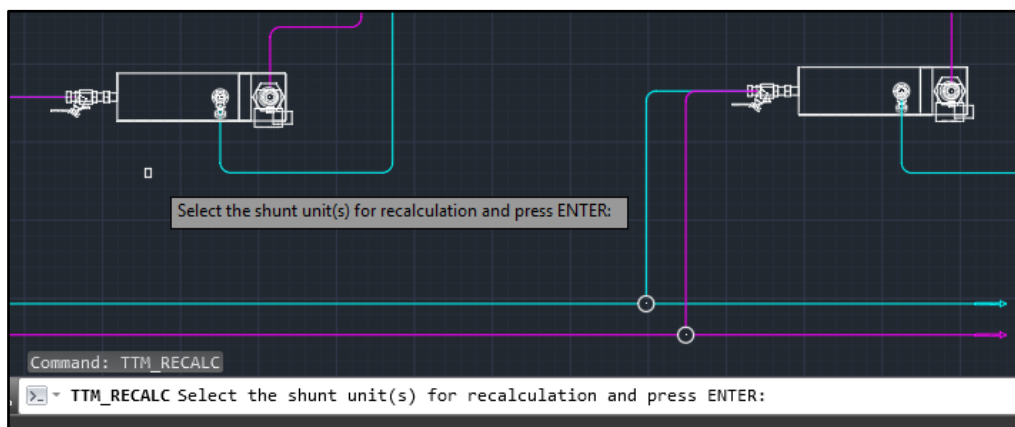 Select the shunt unit(s) for recalculation and press ENTER:
Command: TTM_RECALC
TTM_RECALC Select the shunt unit(s) for recalculation and press ENTER: